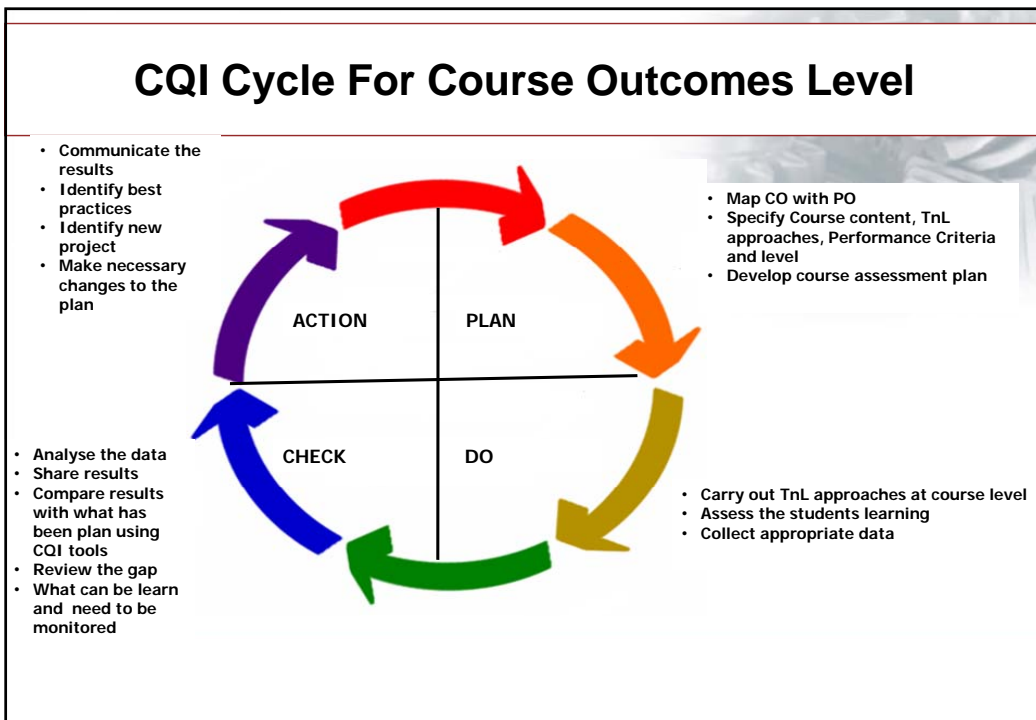 CQI Cycle For Course Outcomes Level
• Communicate the
results
• Identify best
practices
• Identify new
project
• Make necessary
changes to the
plan
• Map CO with PO
• Specify Course content, TnL
approaches, Performance Criteria
and level
• Develop course assessment plan
ACTION
PLAN
CHECK
DO
• Analyse the data
• Share results
• Compare results
with what has
been plan using
CQI tools
• Review the gap
• What can be learn
and need to be
monitored
• Carry out TnL approaches at course level
• Assess the students learning
• Collect appropriate data